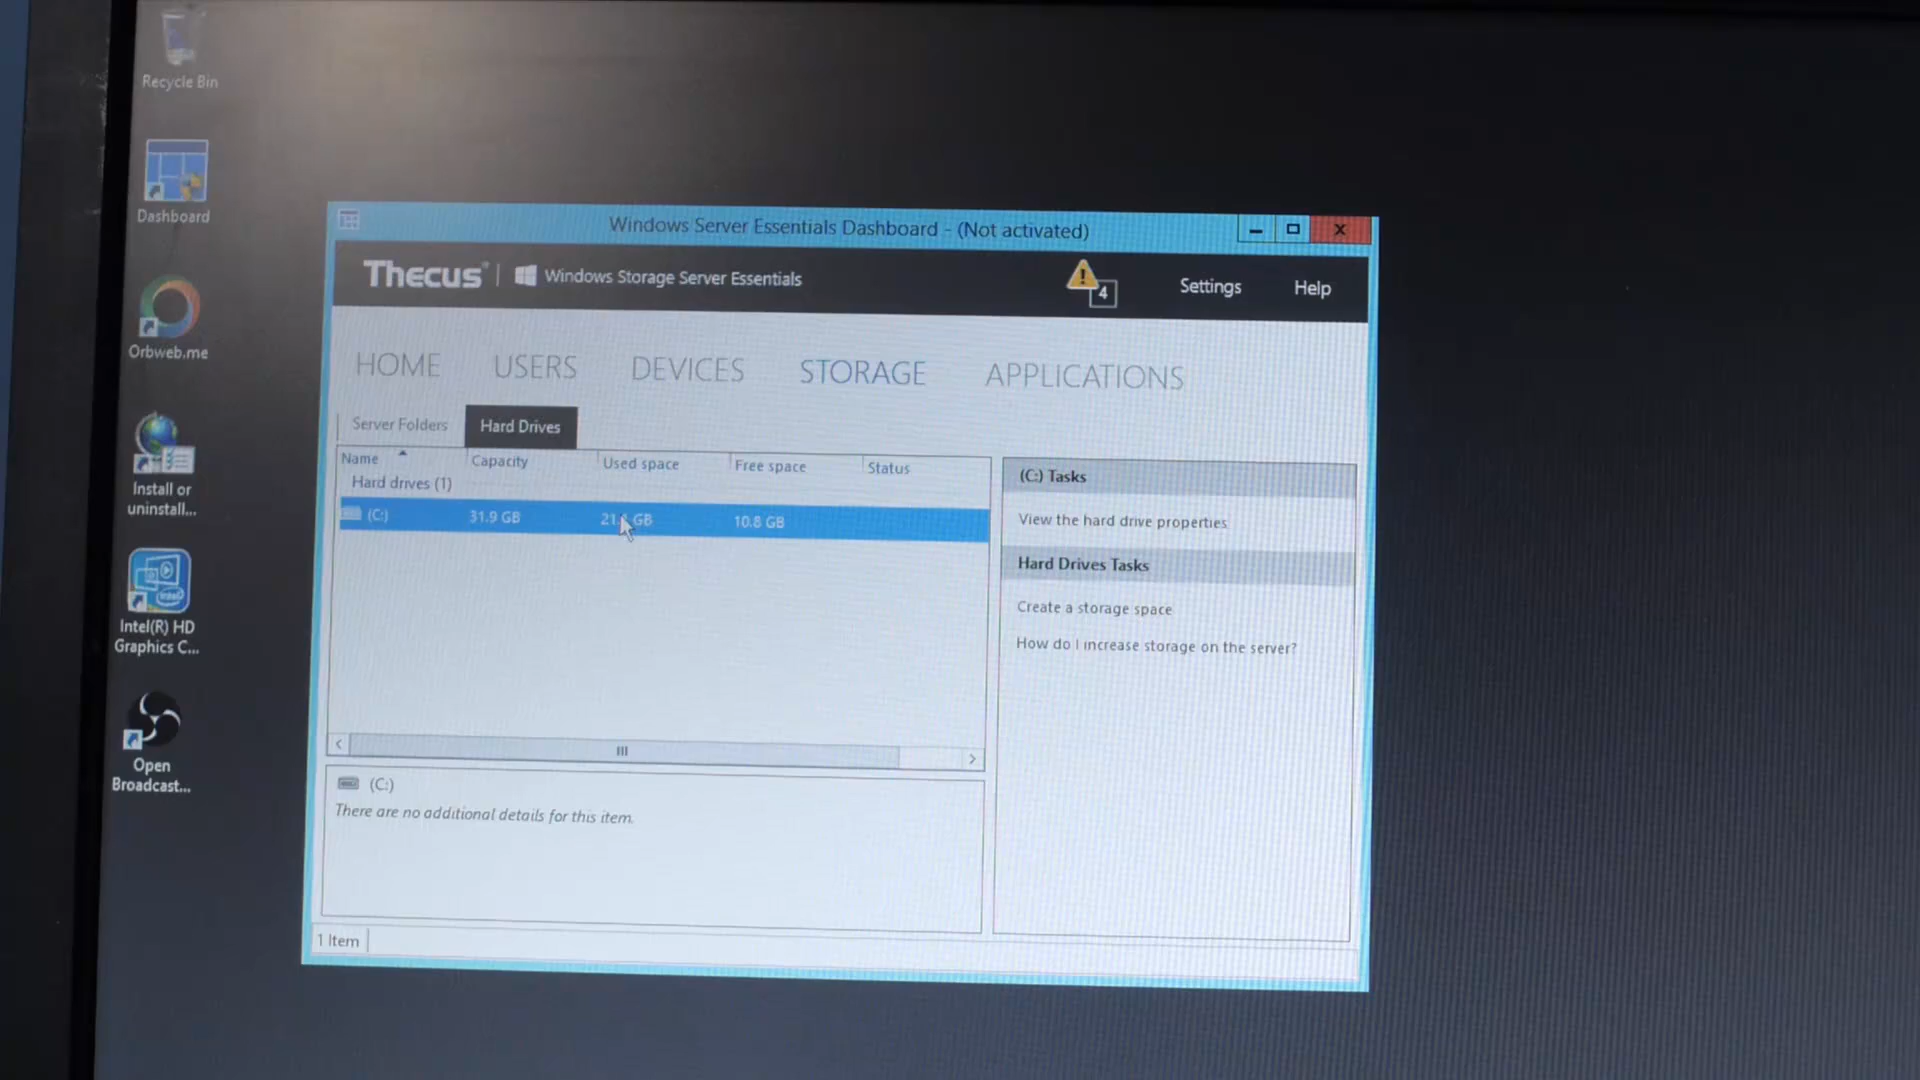 Recycle Bin
Dashboard
Orbweb.me
Install or
uninstall...
Intel(R) HD
Graphics C...
Open
Broadcast...
Windows Server Essentials Dashboard - (Not activated)
Thecus | Windows Storage Server Essentials
4
Settings
Help
HOME USERS DEVICES STORAGE APPLICATIONS
Server Folders Hard Drives
Name Capacity Used space Free space Status
Hard drives (1)
(C:) 31.9 GB GB 10.8 GB
(C:)
There are no additional details for this item.
1 Item
(C:) Tasks
View the hard drive properties
Hard Drives Tasks
Create a storage space
How do I increase storage on the server?